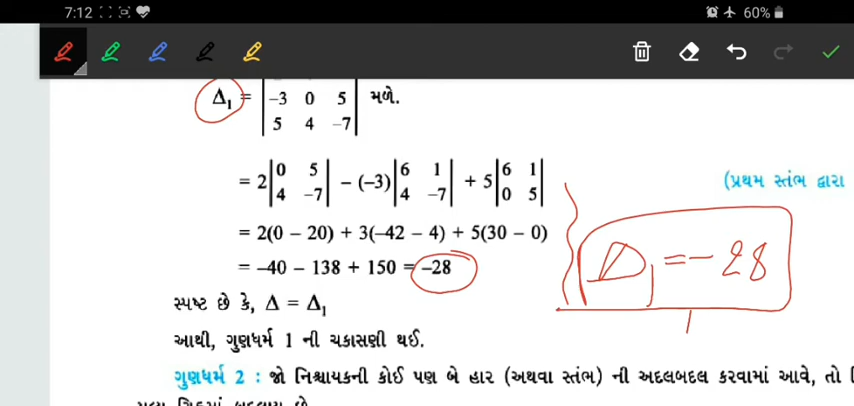 7:12 60%
Δ₁ = | –3 0 5 | મળે.
| 5 4 –7 |
= 2 |0 5; 4 –7| – (–3) |6 1; 4 –7| + 5 |6 1; 0 5|
(પ્રથમ સ્તંભ દ્વારા
= 2(0 – 20) + 3(–42 – 4) + 5(30 – 0)
Δ₁ = – 28
= –40 – 138 + 150 = –28
સ્પષ્ટ છે કે, Δ = Δ₁
આથી, ગુણધર્મ 1 ની ચકાસણી થઈ.
ગુણધર્મ 2 : જો નિશ્ચાયકની કોઈ પણ બે હાર (અથવા સ્તંભ) ની અદલબદલ કરવામાં આવે, તો